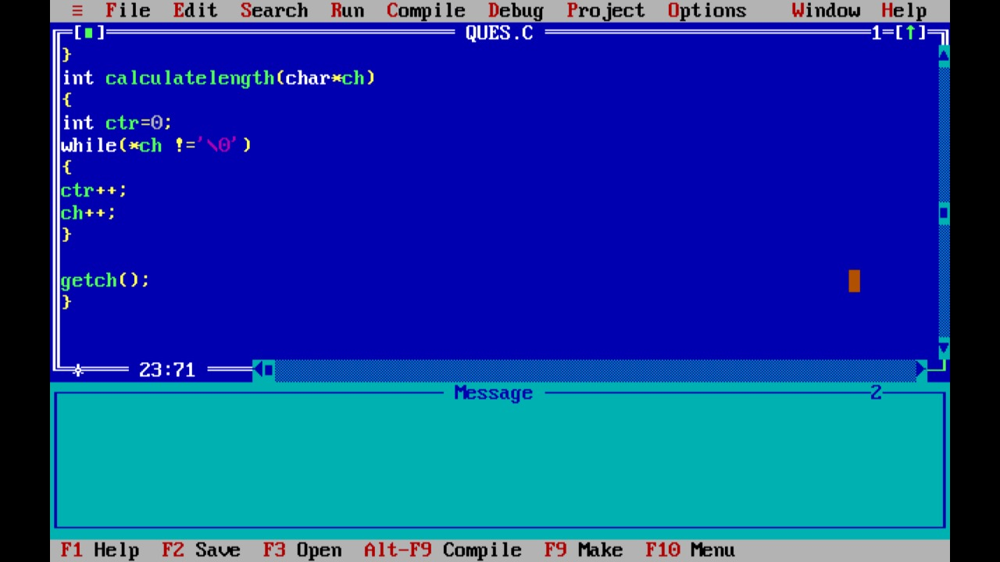 ≡ File Edit Search Run Compile Debug Project Options Window Help
[■] QUES.C 1=[↑]
}
int calculatelength(char*ch)
{
int ctr=0;
while(*ch !='\0')
{
ctr++;
ch++;
}
getch();
}
23:71
Message 2
F1 Help F2 Save F3 Open Alt-F9 Compile F9 Make F10 Menu